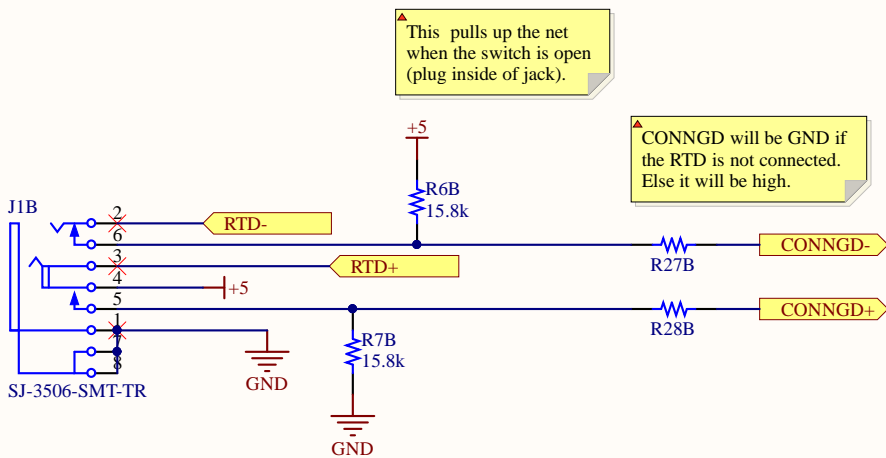 This  pulls up the net
when the switch is open
(plug inside of jack).
+5
CONNGD will be GND if
the RTD is not connected.
Else it will be high.
R6B
15.8k
J1B
2
RTD-
6
CONNGD-
3
RTD+
R27B
4
+5
5
CONNGD+
1
R28B
7
R7B
15.8k
8
GND
SJ-3506-SMT-TR
GND